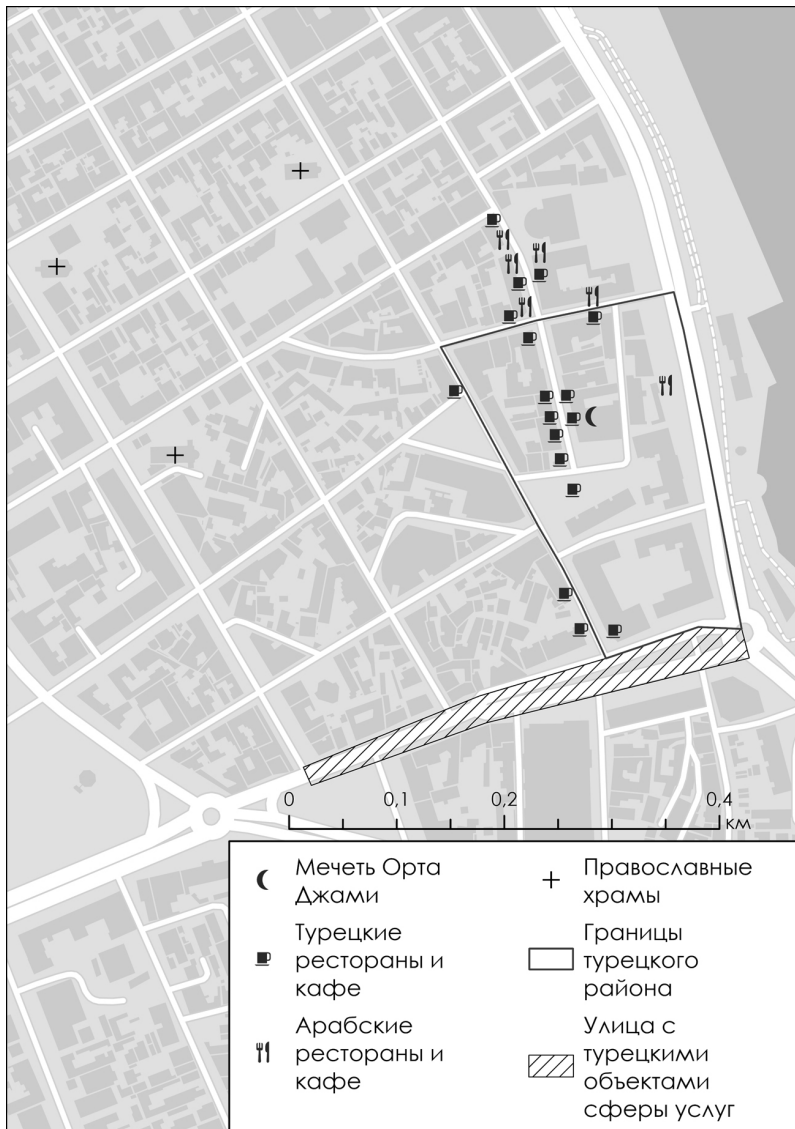 0
0,1
0,2
0,4
км
Мечеть Орта
Джами
Турецкие
рестораны и
кафе
Арабские
рестораны и
кафе
Православные
храмы
Границы
турецкого
района
Улица с
турецкими
объектами
сферы услуг